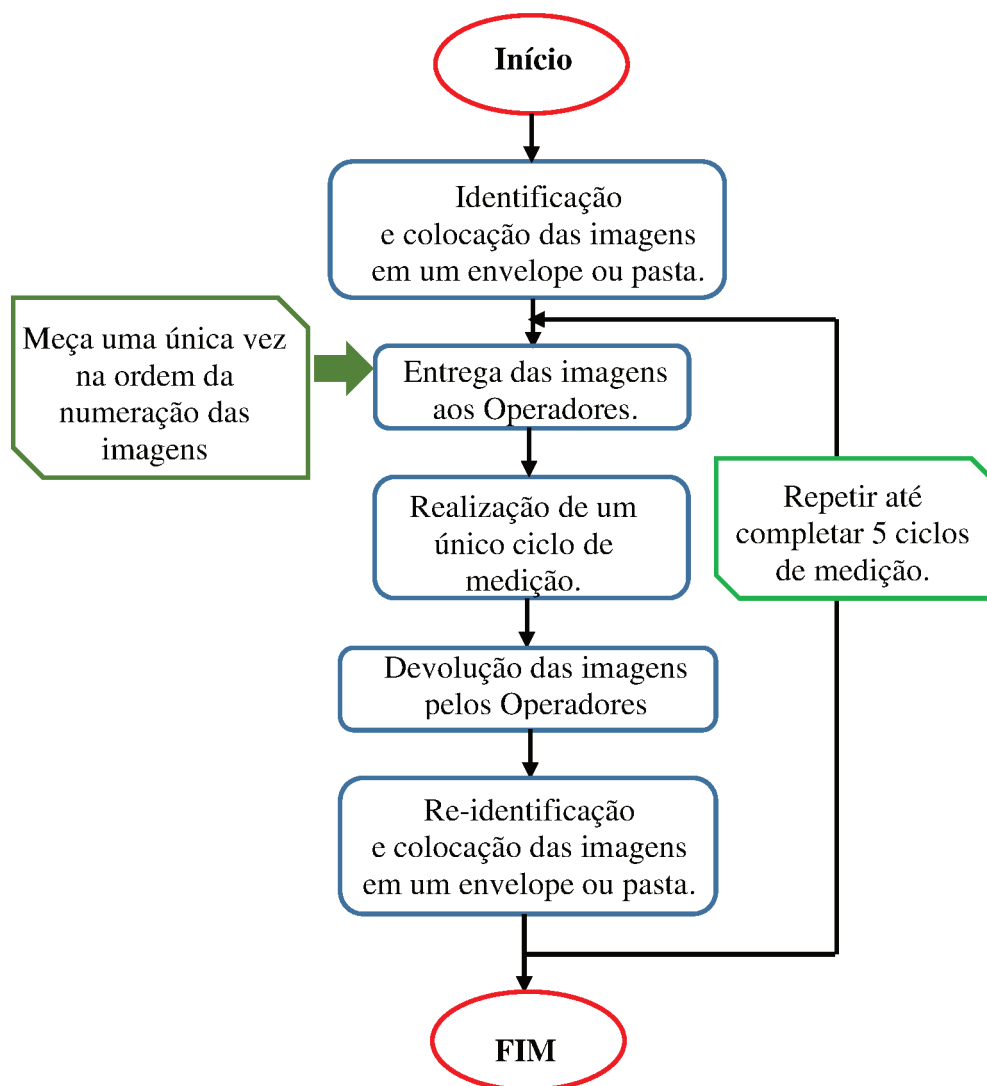 Início
Identificação
e colocação das imagens
em um envelope ou pasta.
Meça uma única vez
na ordem da
numeração das
imagens
Entrega das imagens
aos Operadores.
Realização de um
único ciclo de
medição.
Repetir até
completar 5 ciclos
de medição.
Devolução das imagens
pelos Operadores
Re-identificação
e colocação das imagens
em um envelope ou pasta.
FIM